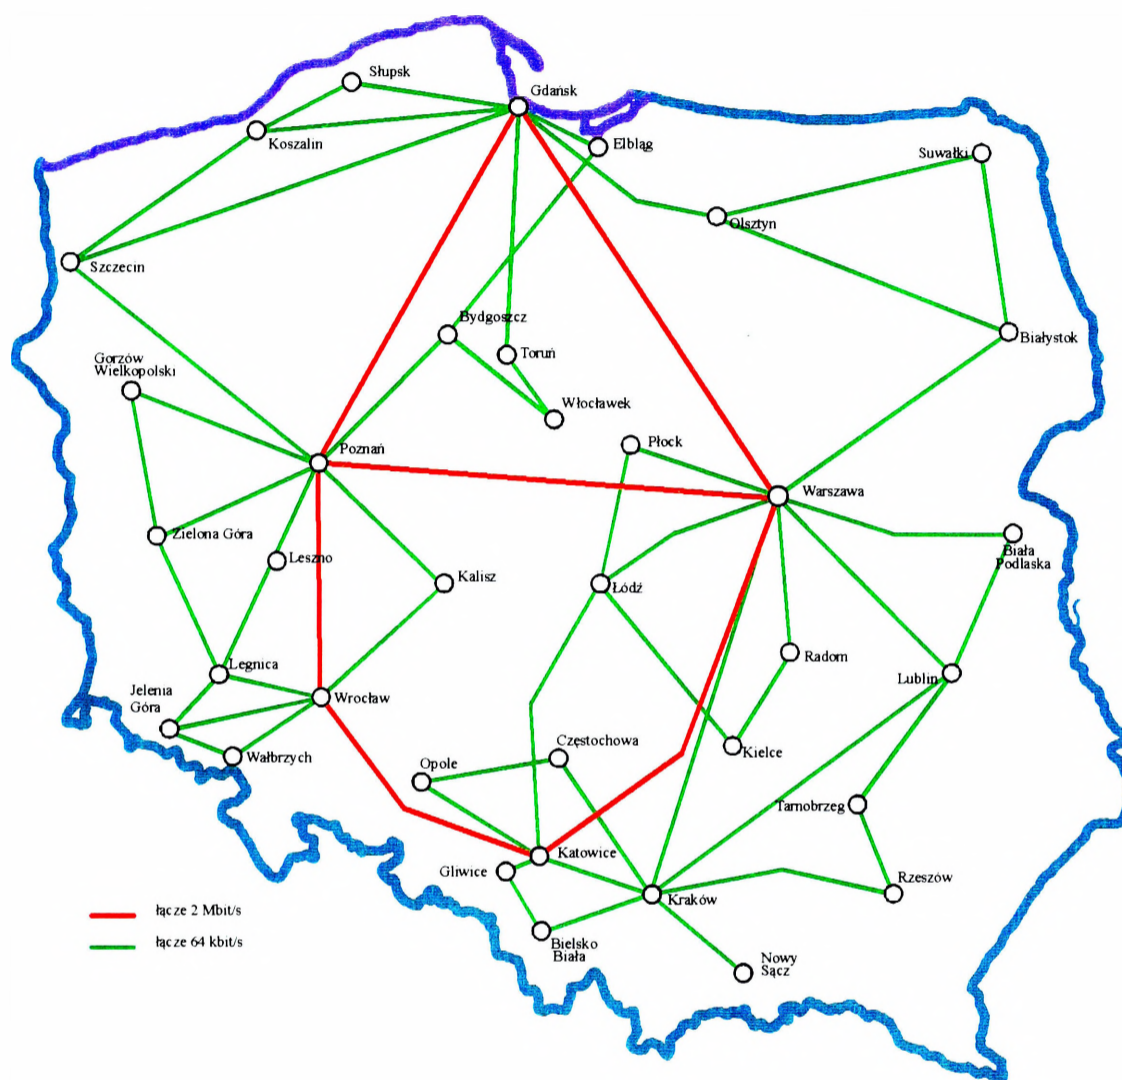 Słupsk
Gdańsk
Koszalin
Elbląg
Suwałki
Olsztyn
Szczecin
Bydgoszcz
Białystok
Toruń
Gorzów
Wielkopolski
Włocławek
Płock
Poznań
Warszawa
Zielona Góra
Leszno
Biała
Podlaska
Kalisz
Łódź
Radom
Legnica
Lublin
Jelenia
Góra
Wrocław
Częstochowa
Kielce
Wałbrzych
Opole
Tarnobrzeg
Katowice
Gliwice
Rzeszów
Kraków
łącze 2 Mbit/s
łącze 64 kbit/s
Bielsko
Biała
Nowy
Sącz